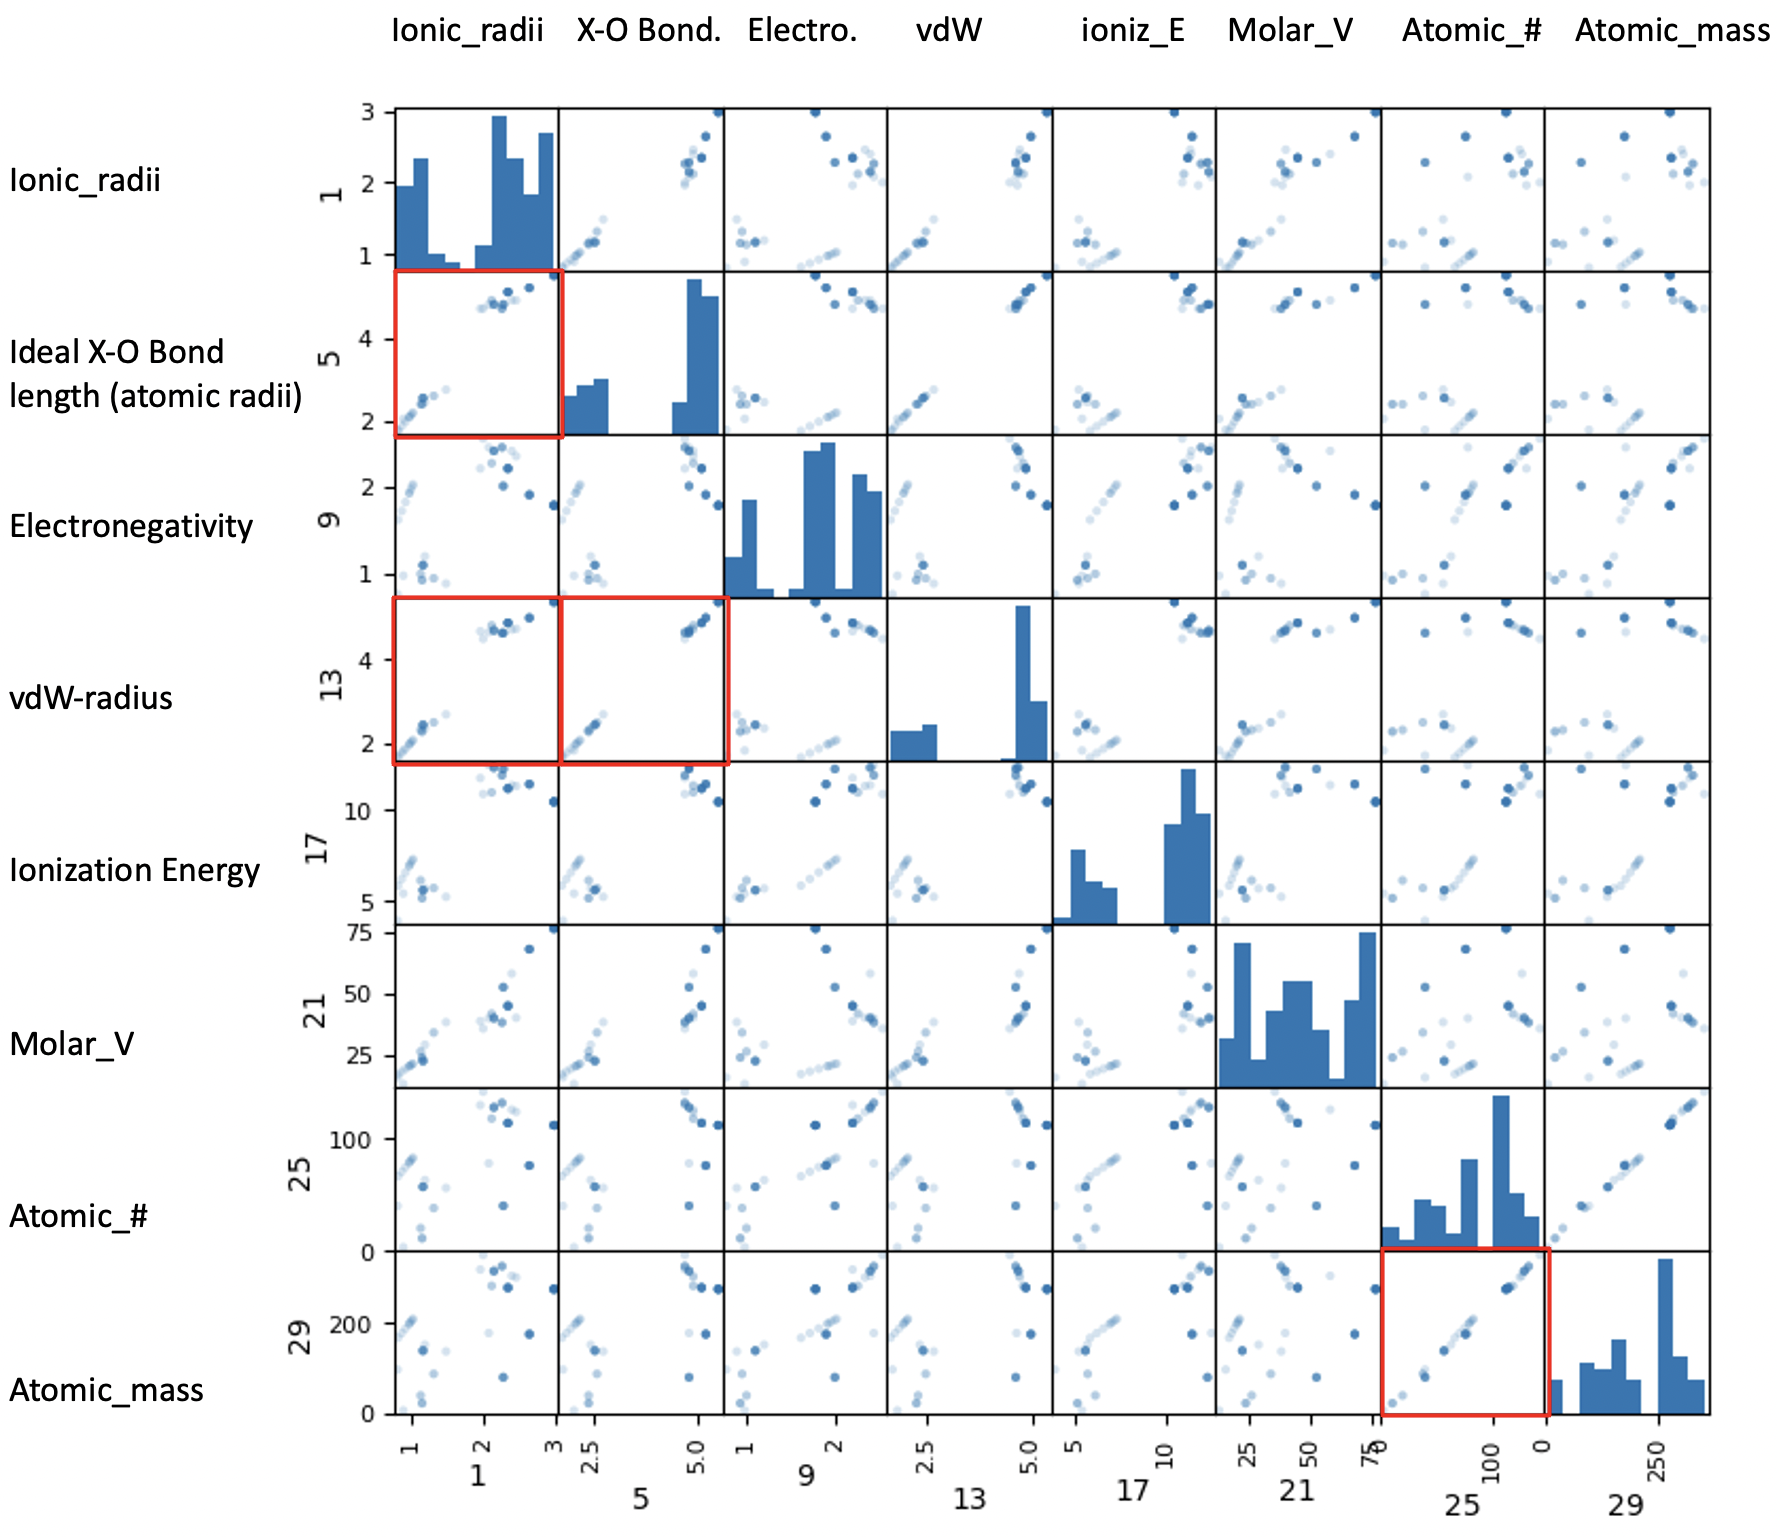 Ionic_radii X-O Bond. Electro. vdW ioniz_E Molar_V Atomic_# Atomic_mass
Ionic_radii
1
3
2
1
Ideal X-O Bond
length (atomic radii)
5
4
2
Electronegativity
9
2
1
vdW-radius
13
4
2
Ionization Energy
17
10
5
Molar_V
21
75
50
25
Atomic_#
25
100
0
Atomic_mass
29
200
0
1 2 3 2.5 5.0 1 2 2.5 5.0 5 10 25 50 75 0 100 0 250
1 5 9 13 17 21 25 29